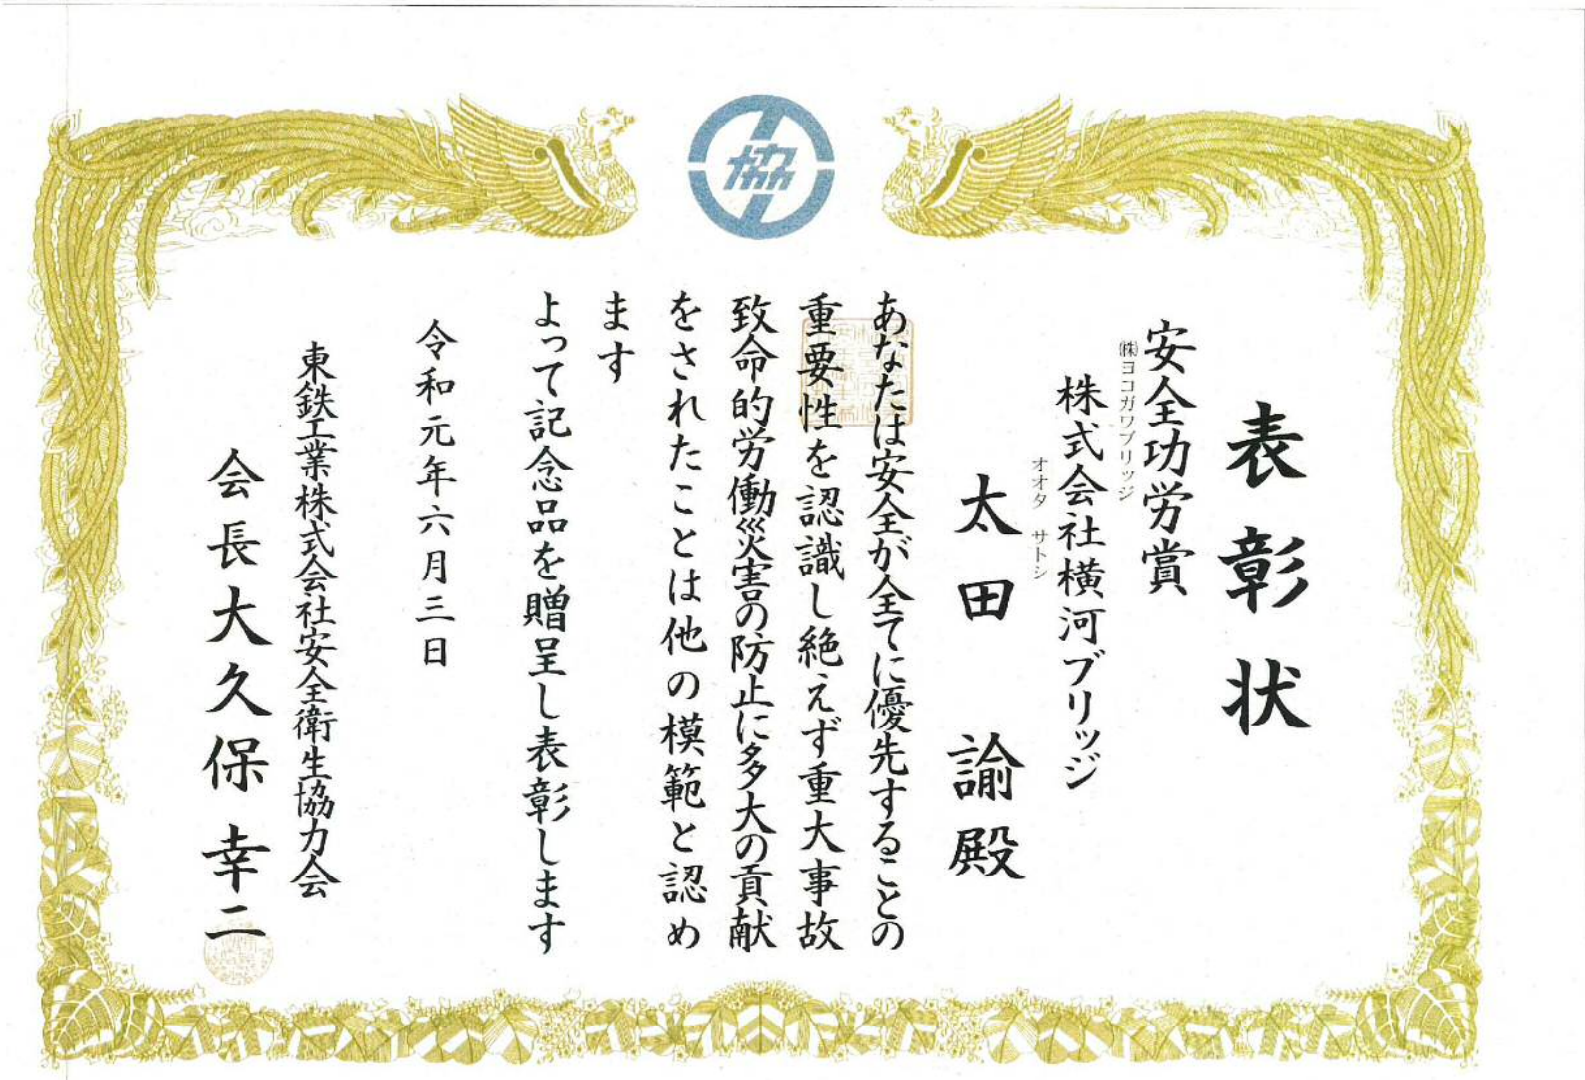 協
表彰状
安全功労賞
㈱ヨコガワブリッジ
株式会社横河ブリッジ
オオタ サトシ
太田 諭殿
あなたは安全が全てに優先することの
重要性を認識し絶えず重大事故
致命的労働災害の防止に多大の貢献
をされたことは他の模範と認め
ます
よって記念品を贈呈し表彰します
令和元年六月三日
東鉄工業株式会社安全衛生協力会
会長大久保幸二